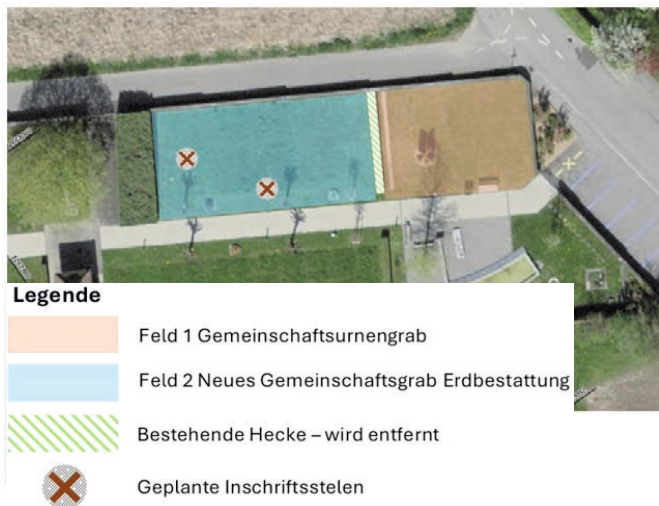 Legende
Feld 1 Gemeinschaftsurnengrab
Feld 2 Neues Gemeinschaftsgrab Erdbestattung
Bestehende Hecke – wird entfernt
Geplante Inschriftsstelen